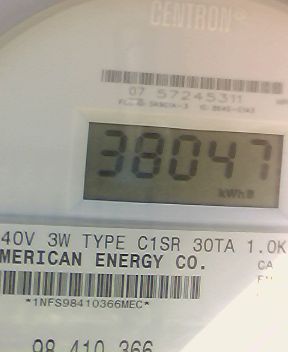 CENTRON
07 57245311
38047
kWh
40V 3W TYPE C1SR 30TA 1.0K
MERICAN ENERGY CO.
CA
*1NFS98410366MEC*
98 410 366